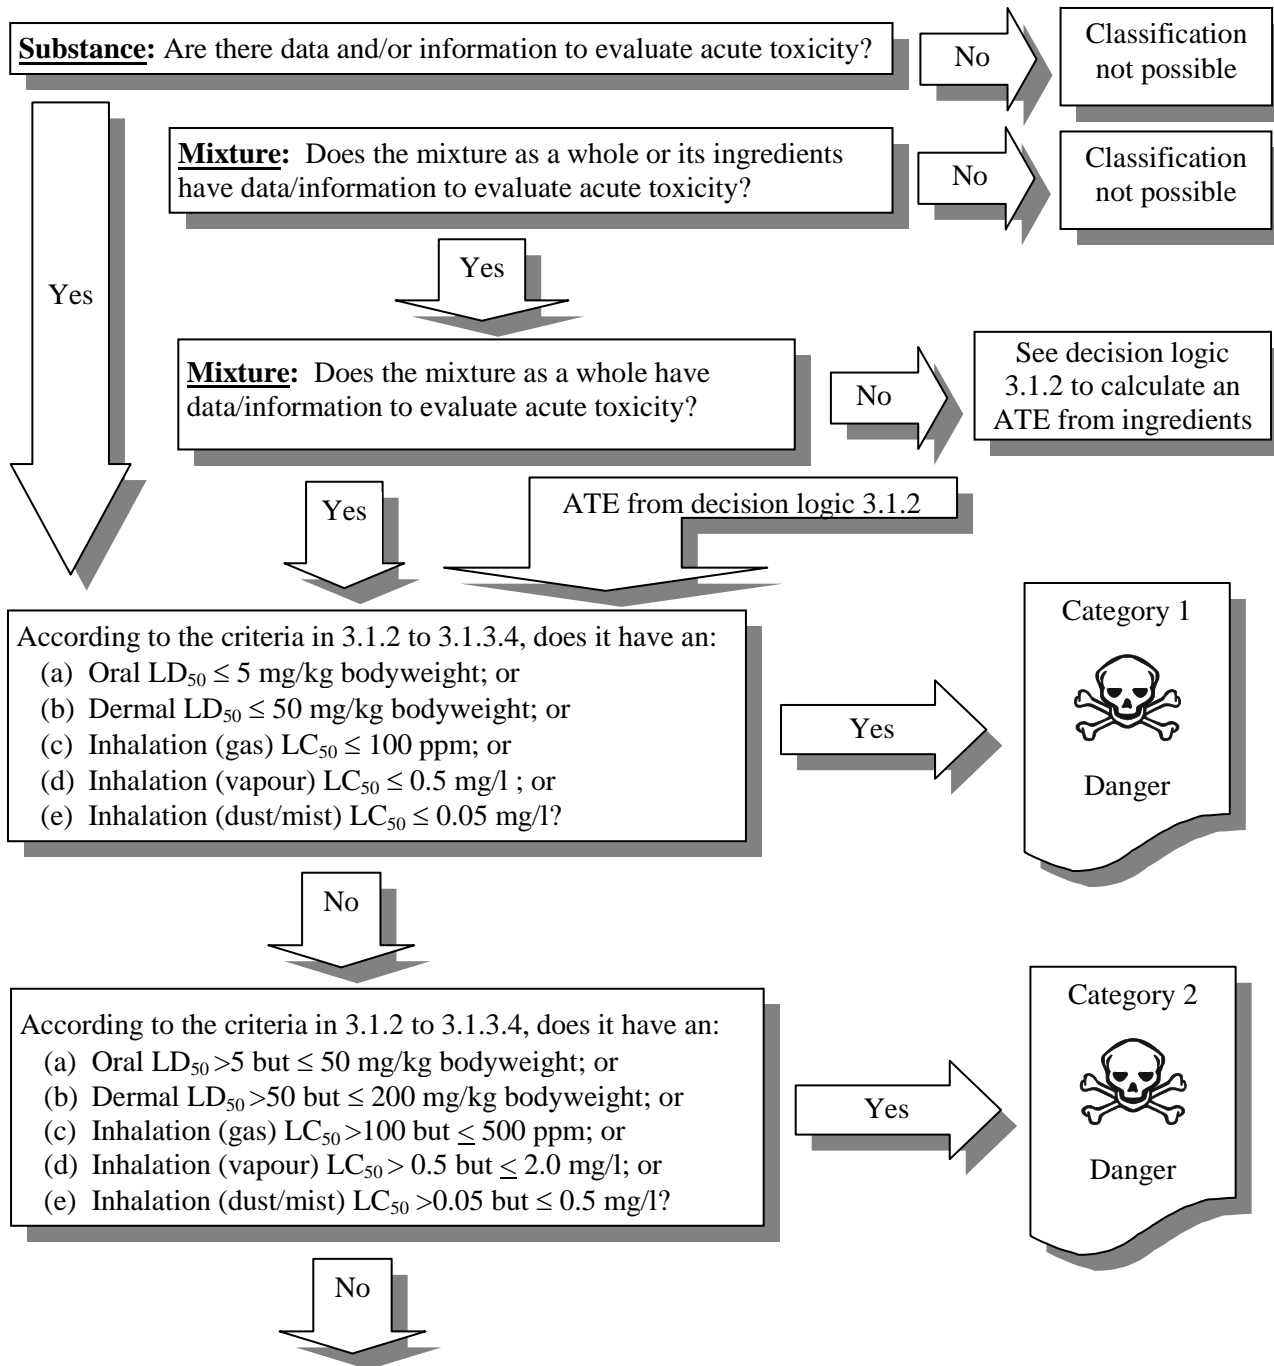 Substance: Are there data and/or information to evaluate acute toxicity?
No
Classification
not possible
Mixture: Does the mixture as a whole or its ingredients
have data/information to evaluate acute toxicity?
No
Classification
not possible
Yes
Yes
Mixture: Does the mixture as a whole have
data/information to evaluate acute toxicity?
No
See decision logic
3.1.2 to calculate an
ATE from ingredients
Yes
ATE from decision logic 3.1.2
According to the criteria in 3.1.2 to 3.1.3.4, does it have an:
(a) Oral LD50 ≤ 5 mg/kg bodyweight; or
(b) Dermal LD50 ≤ 50 mg/kg bodyweight; or
(c) Inhalation (gas) LC50 ≤ 100 ppm; or
(d) Inhalation (vapour) LC50 ≤ 0.5 mg/l ; or
(e) Inhalation (dust/mist) LC50 ≤ 0.05 mg/l?
Yes
Category 1
Danger
No
According to the criteria in 3.1.2 to 3.1.3.4, does it have an:
(a) Oral LD50 >5 but ≤ 50 mg/kg bodyweight; or
(b) Dermal LD50 >50 but ≤ 200 mg/kg bodyweight; or
(c) Inhalation (gas) LC50 >100 but ≤ 500 ppm; or
(d) Inhalation (vapour) LC50 > 0.5 but ≤ 2.0 mg/l; or
(e) Inhalation (dust/mist) LC50 >0.05 but ≤ 0.5 mg/l?
Yes
Category 2
Danger
No